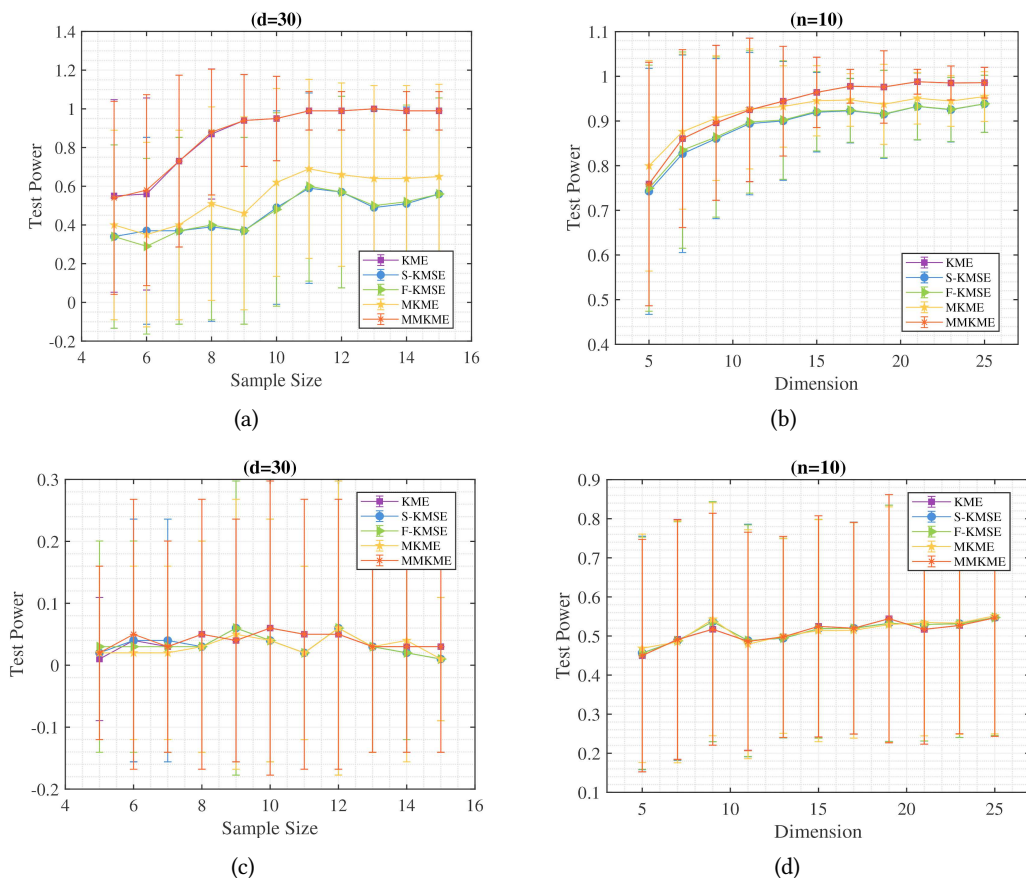 (d=30)
1.4
1.2
1
0.8
0.6
0.4
0.2
0
-0.2
Test Power
4
6
8
10
12
14
16
Sample Size
KME
S-KMSE
F-KMSE
MKME
MMKME
(a)
(n=10)
1.1
1
0.9
0.8
0.7
0.6
0.5
0.4
Test Power
5
10
15
20
25
Dimension
KME
S-KMSE
F-KMSE
MKME
MMKME
(b)
(d=30)
0.3
0.2
0.1
0
-0.1
-0.2
Test Power
4
6
8
10
12
14
16
Sample Size
KME
S-KMSE
F-KMSE
MKME
MMKME
(c)
(n=10)
0.9
0.8
0.7
0.6
0.5
0.4
0.3
0.2
0.1
Test Power
5
10
15
20
25
Dimension
KME
S-KMSE
F-KMSE
MKME
MMKME
(d)